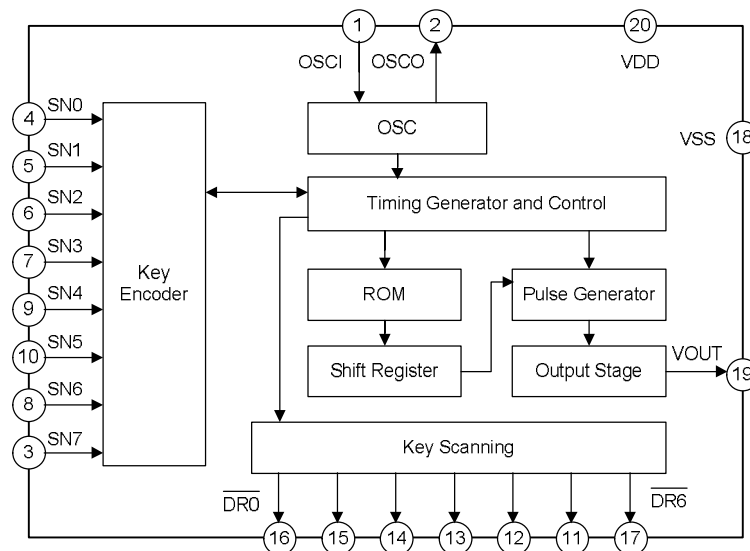 1 2 20
OSCI OSCO VDD
4 SN0
OSC
18 VSS
5 SN1
6 SN2
Timing Generator and Control
7 SN3
Key
Encoder
ROM
Pulse Generator
9 SN4
10 SN5
Shift Register
Output Stage
VOUT
19
8 SN6
3 SN7
Key Scanning
DR0 DR6
16 15 14 13 12 11 17